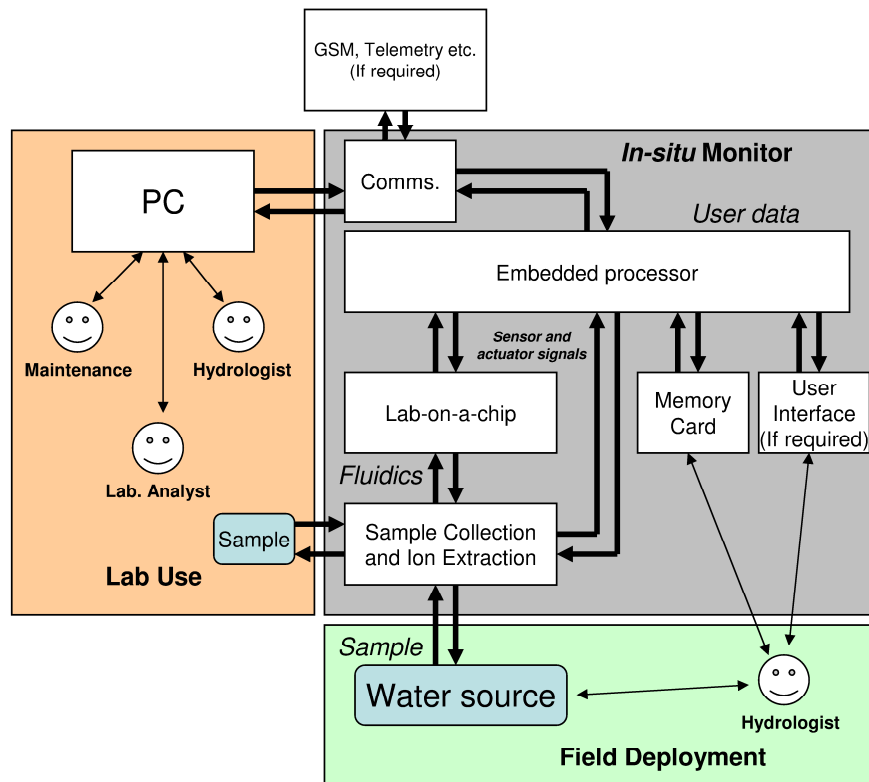 GSM, Telemetry etc.
(If required)
In-situ Monitor
PC
Comms.
User data
Embedded processor
Maintenance
Hydrologist
Sensor and
actuator signals
Lab-on-a-chip
Memory
Card
User
Interface
(If required)
Lab. Analyst
Fluidics
Sample
Sample Collection
and Ion Extraction
Lab Use
Sample
Water source
Hydrologist
Field Deployment